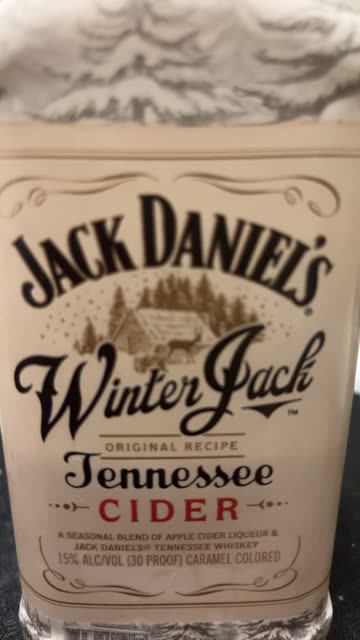 JACK DANIEL'S®
Winter Jack™
ORIGINAL RECIPE
Tennessee
CIDER
A SEASONAL BLEND OF APPLE CIDER LIQUEUR &
JACK DANIEL'S® TENNESSEE WHISKEY
15% ALC/VOL (30 PROOF) CARAMEL COLORED